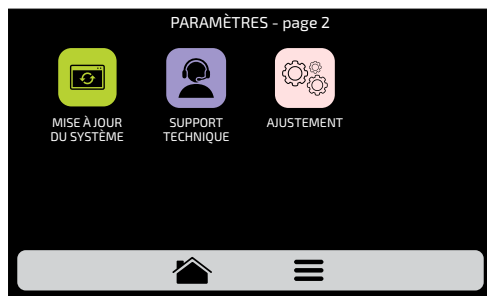 PARAMÈTRES - page 2
MISE À JOUR
DU SYSTÈME
SUPPORT
TECHNIQUE
AJUSTEMENT